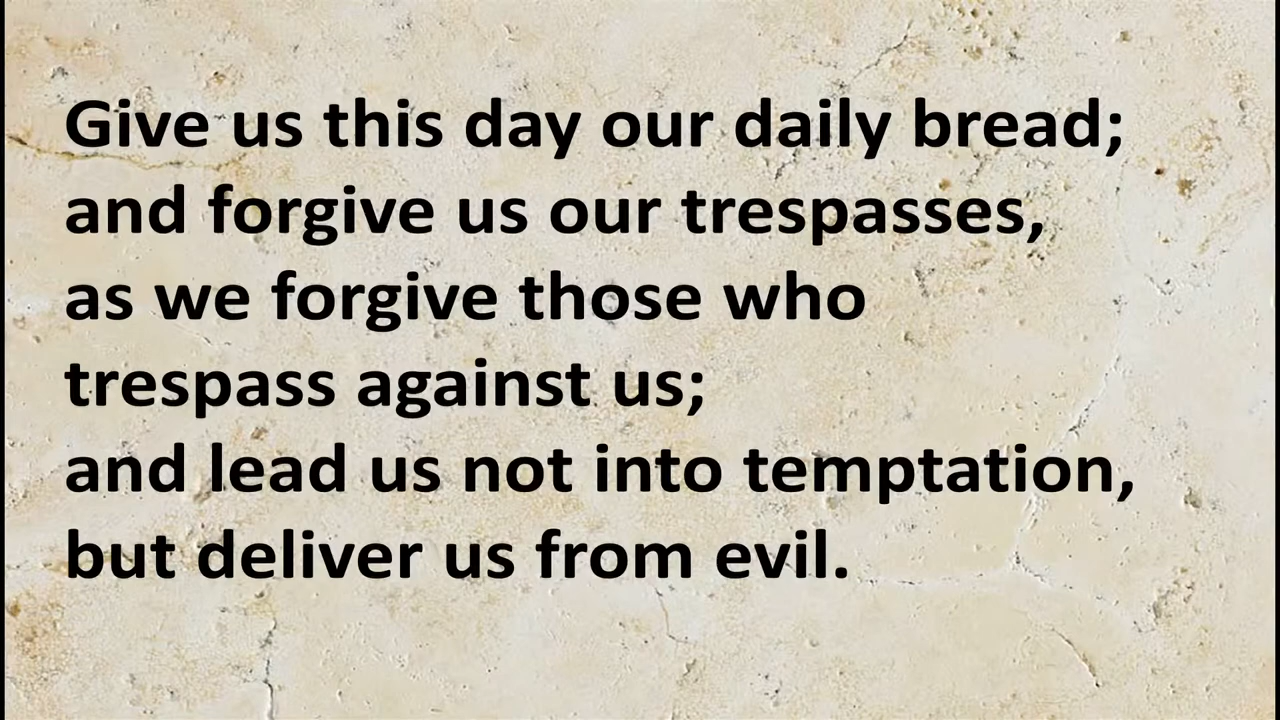 Give us this day our daily bread;
and forgive us our trespasses,
as we forgive those who
trespass against us;
and lead us not into temptation,
but deliver us from evil.